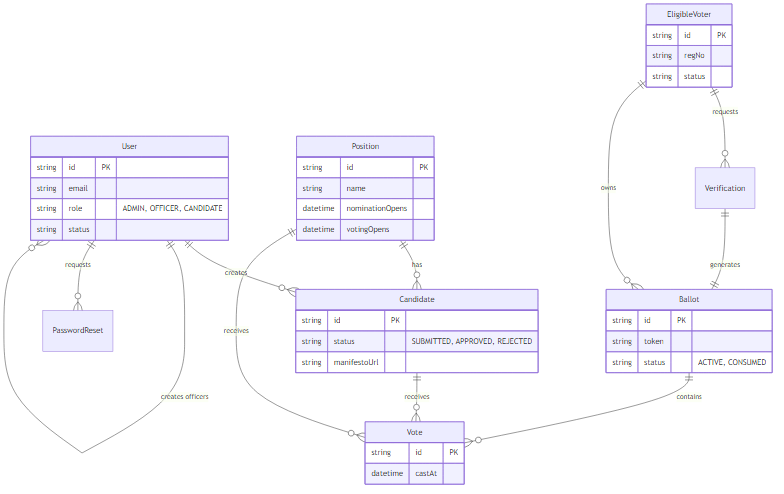 EligibleVoter
string id PK
string regNo
string status
requests
owns
Verification
generates
User
string id PK
string email
string role ADMIN, OFFICER, CANDIDATE
string status
Position
string id PK
string name
datetime nominationOpens
datetime votingOpens
requests
creates
has
PasswordReset
receives
creates officers
Candidate
string id PK
string status SUBMITTED, APPROVED, REJECTED
string manifestoUrl
Ballot
string id PK
string token
string status ACTIVE, CONSUMED
receives
contains
Vote
string id PK
datetime castAt